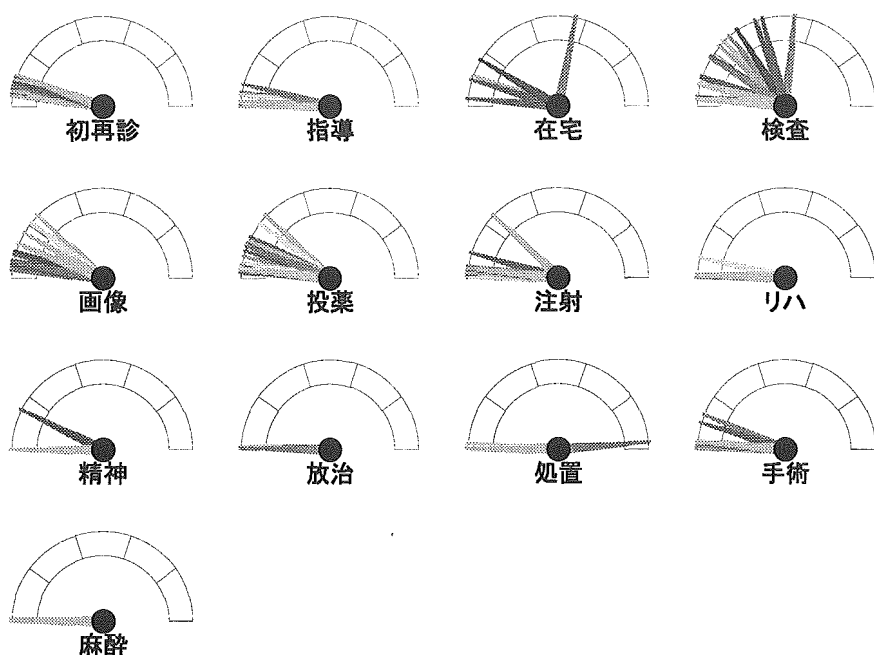 初再診
指導
在宅
検査
画像
投薬
注射
リハ
精神
放治
処置
手術
麻酔